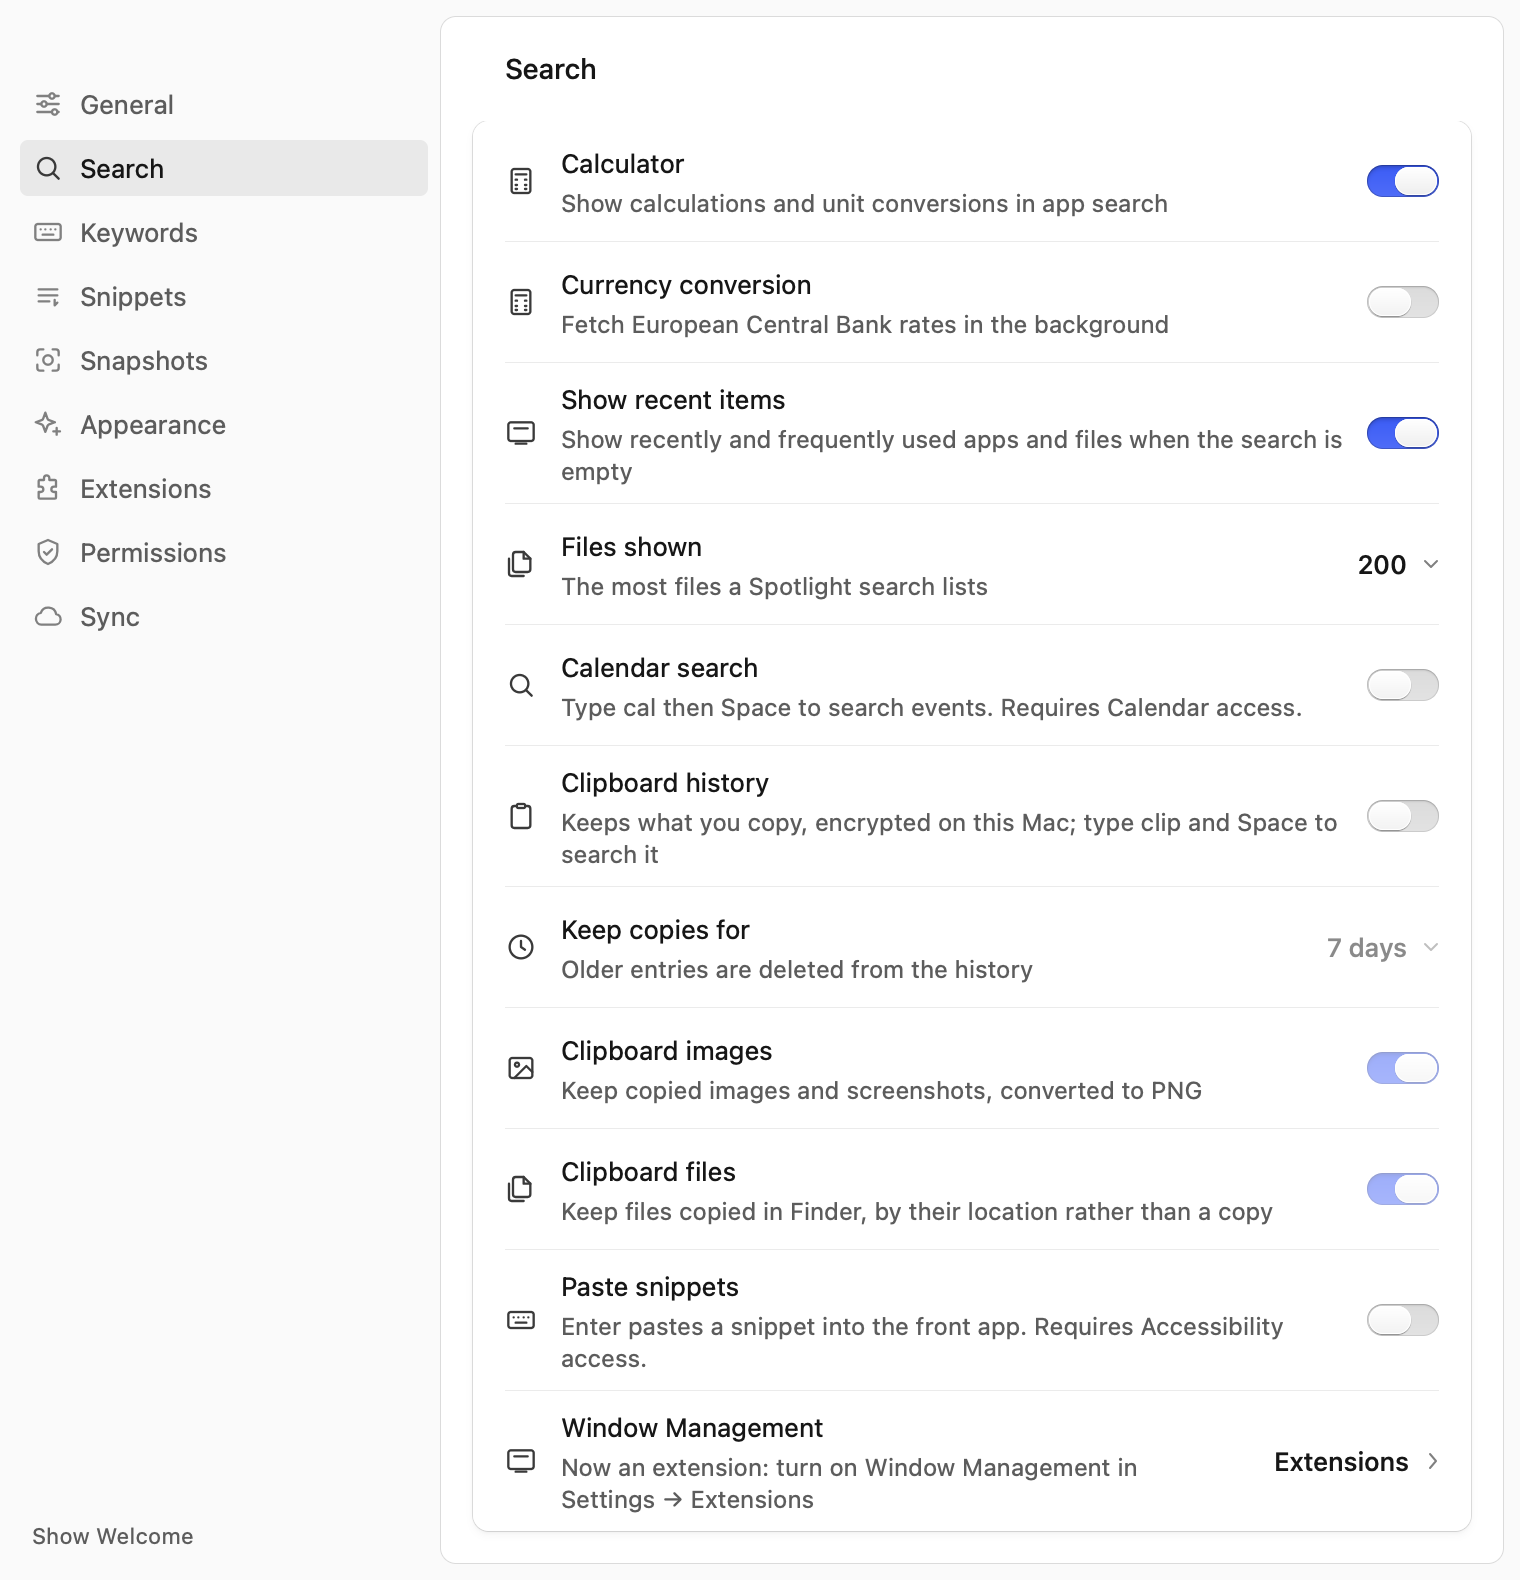 General
Search
Keywords
Snippets
Snapshots
Appearance
Extensions
Permissions
Sync
Show Welcome
Search
Calculator
Show calculations and unit conversions in app search
Currency conversion
Fetch European Central Bank rates in the background
Show recent items
Show recently and frequently used apps and files when the search is
empty
Files shown
The most files a Spotlight search lists
200
Calendar search
Type cal then Space to search events. Requires Calendar access.
Clipboard history
Keeps what you copy, encrypted on this Mac; type clip and Space to
search it
Keep copies for
Older entries are deleted from the history
7 days
Clipboard images
Keep copied images and screenshots, converted to PNG
Clipboard files
Keep files copied in Finder, by their location rather than a copy
Paste snippets
Enter pastes a snippet into the front app. Requires Accessibility
access.
Window Management
Now an extension: turn on Window Management in
Settings → Extensions
Extensions